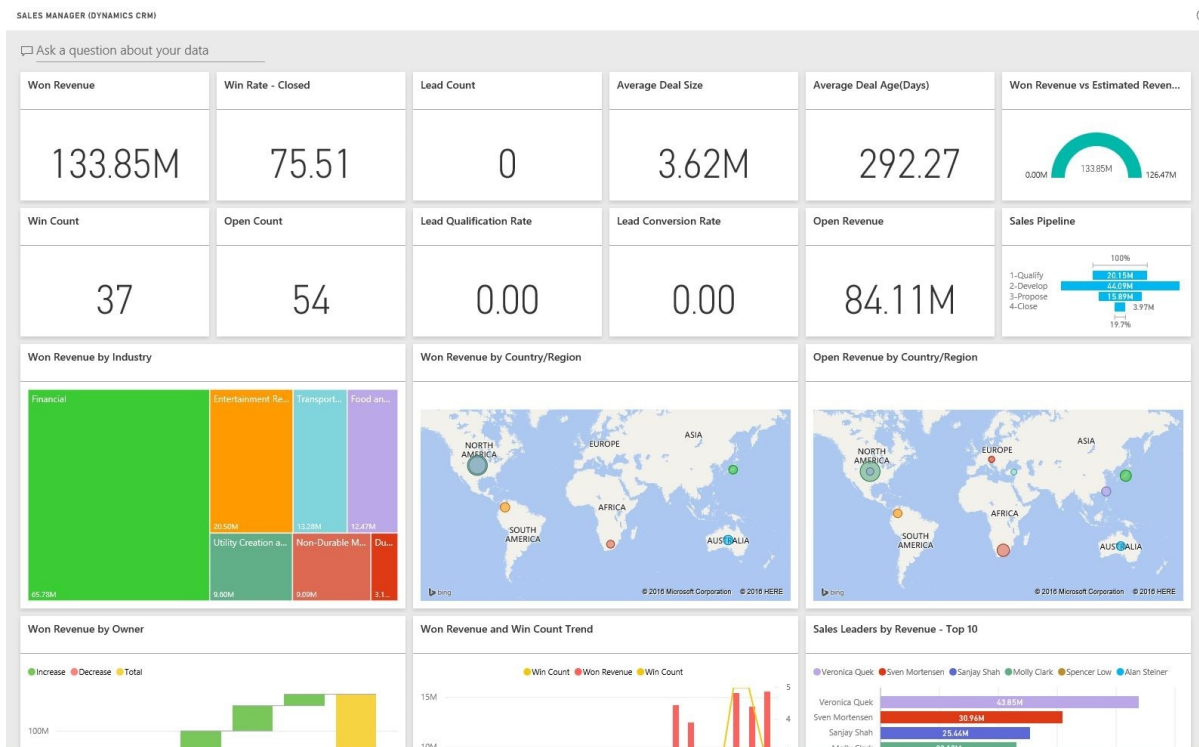 SALES MANAGER (DYNAMICS CRM)
Ask a question about your data
Won Revenue
133.85M
Win Rate - Closed
75.51
Lead Count
0
Average Deal Size
3.62M
Average Deal Age(Days)
292.27
Won Revenue vs Estimated Reven...
0.00M
133.85M
126.47M
Win Count
37
Open Count
54
Lead Qualification Rate
0.00
Lead Conversion Rate
0.00
Open Revenue
84.11M
Sales Pipeline
100%
1-Qualify 20.15M
2-Develop 44.09M
3-Propose 15.89M
4-Close 3.97M
19.7%
Won Revenue by Industry
Financial
65.78M
Entertainment Re...
20.50M
Transport...
13.28M
Food an...
12.47M
Utility Creation a...
9.60M
Non-Durable M...
9.09M
Du...
3.1...
Won Revenue by Country/Region
NORTH
AMERICA
EUROPE
ASIA
AFRICA
SOUTH
AMERICA
AUSTRALIA
bing
© 2016 Microsoft Corporation © 2016 HERE
Open Revenue by Country/Region
NORTH
AMERICA
EUROPE
ASIA
AFRICA
SOUTH
AMERICA
AUSTRALIA
bing
© 2016 Microsoft Corporation © 2016 HERE
Won Revenue by Owner
Increase Decrease Total
100M
Won Revenue and Win Count Trend
Win Count Won Revenue Win Count
15M
5
4
10M
Sales Leaders by Revenue - Top 10
Veronica Quek Sven Mortensen Sanjay Shah Molly Clark Spencer Low Alan Steiner
Veronica Quek 43.85M
Sven Mortensen 30.96M
Sanjay Shah 25.44M
Molly Clark